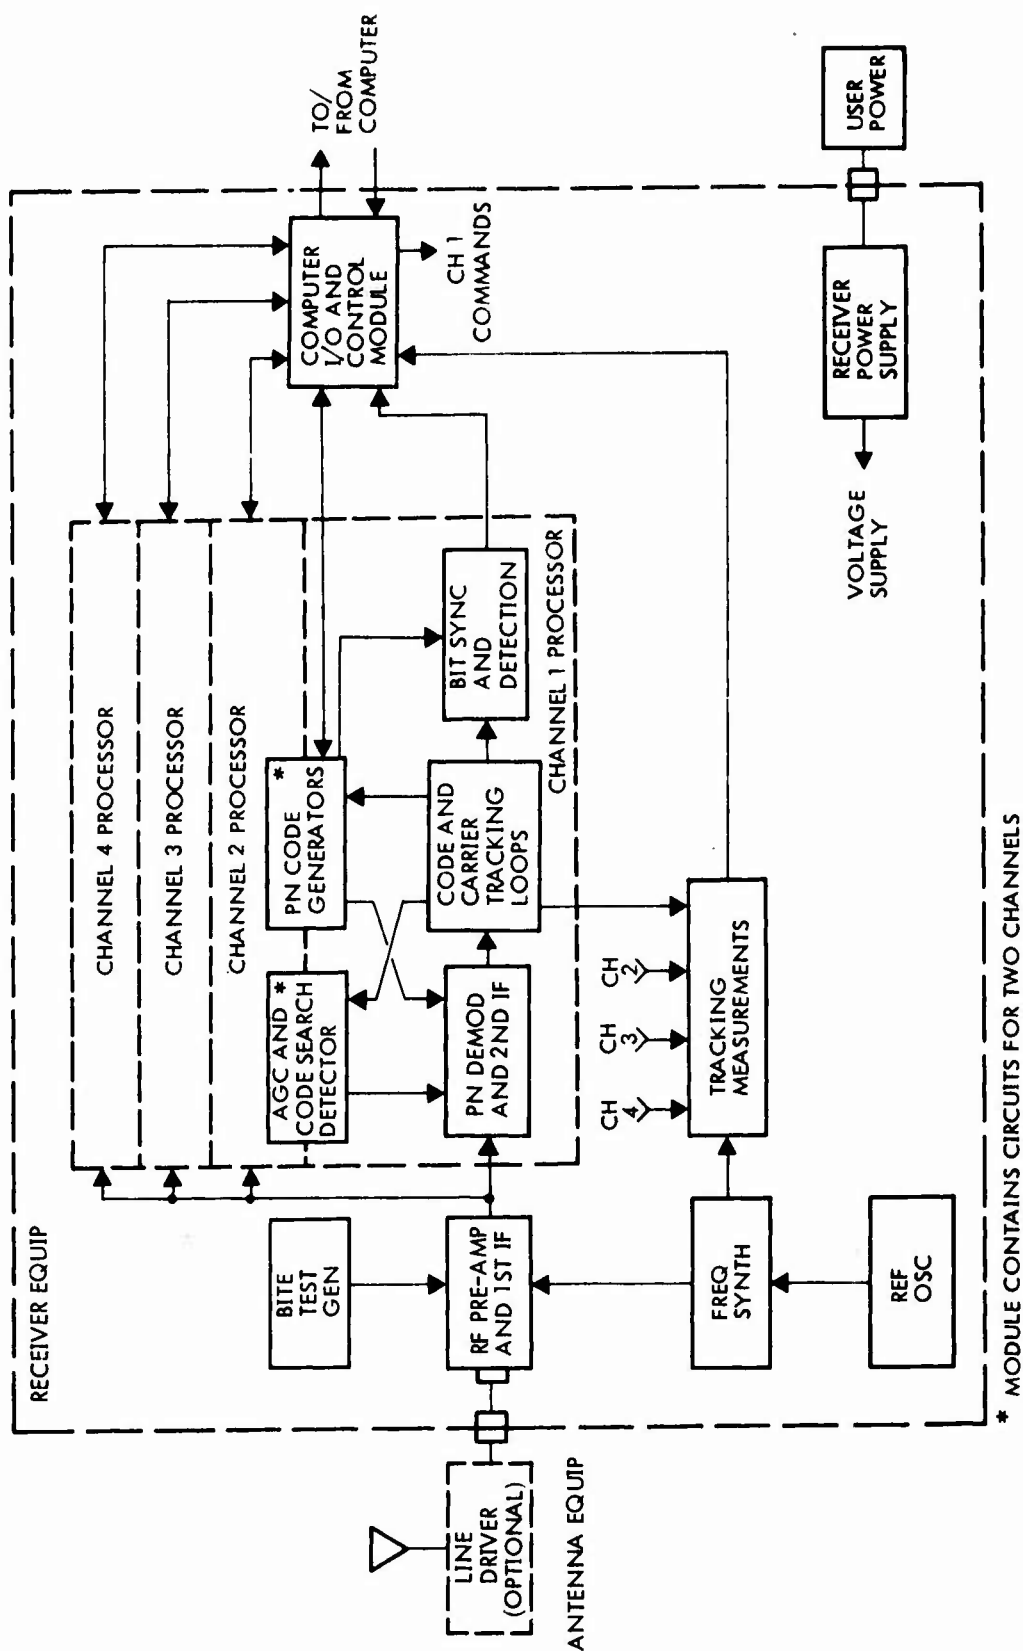 RECEIVER EQUIP
CHANNEL 4 PROCESSOR
CHANNEL 3 PROCESSOR
CHANNEL 2 PROCESSOR
TO/
FROM
COMPUTER
COMPUTER
I/O AND
CONTROL
MODULE
CH 1
COMMANDS
BITE
TEST
GEN
AGC AND *
CODE SEARCH
DETECTOR
PN CODE *
GENERATORS
LINE
DRIVER
(OPTIONAL)
ANTENNA EQUIP
RF PRE-AMP
AND 1ST IF
PN DEMOD
AND 2ND IF
CODE AND
CARRIER
TRACKING
LOOPS
BIT SYNC
AND
DETECTION
CHANNEL 1 PROCESSOR
CH
4
CH
3
CH
2
FREQ
SYNTH
TRACKING
MEASUREMENTS
REF
OSC
VOLTAGE
SUPPLY
RECEIVER
POWER
SUPPLY
USER
POWER
* MODULE CONTAINS CIRCUITS FOR TWO CHANNELS